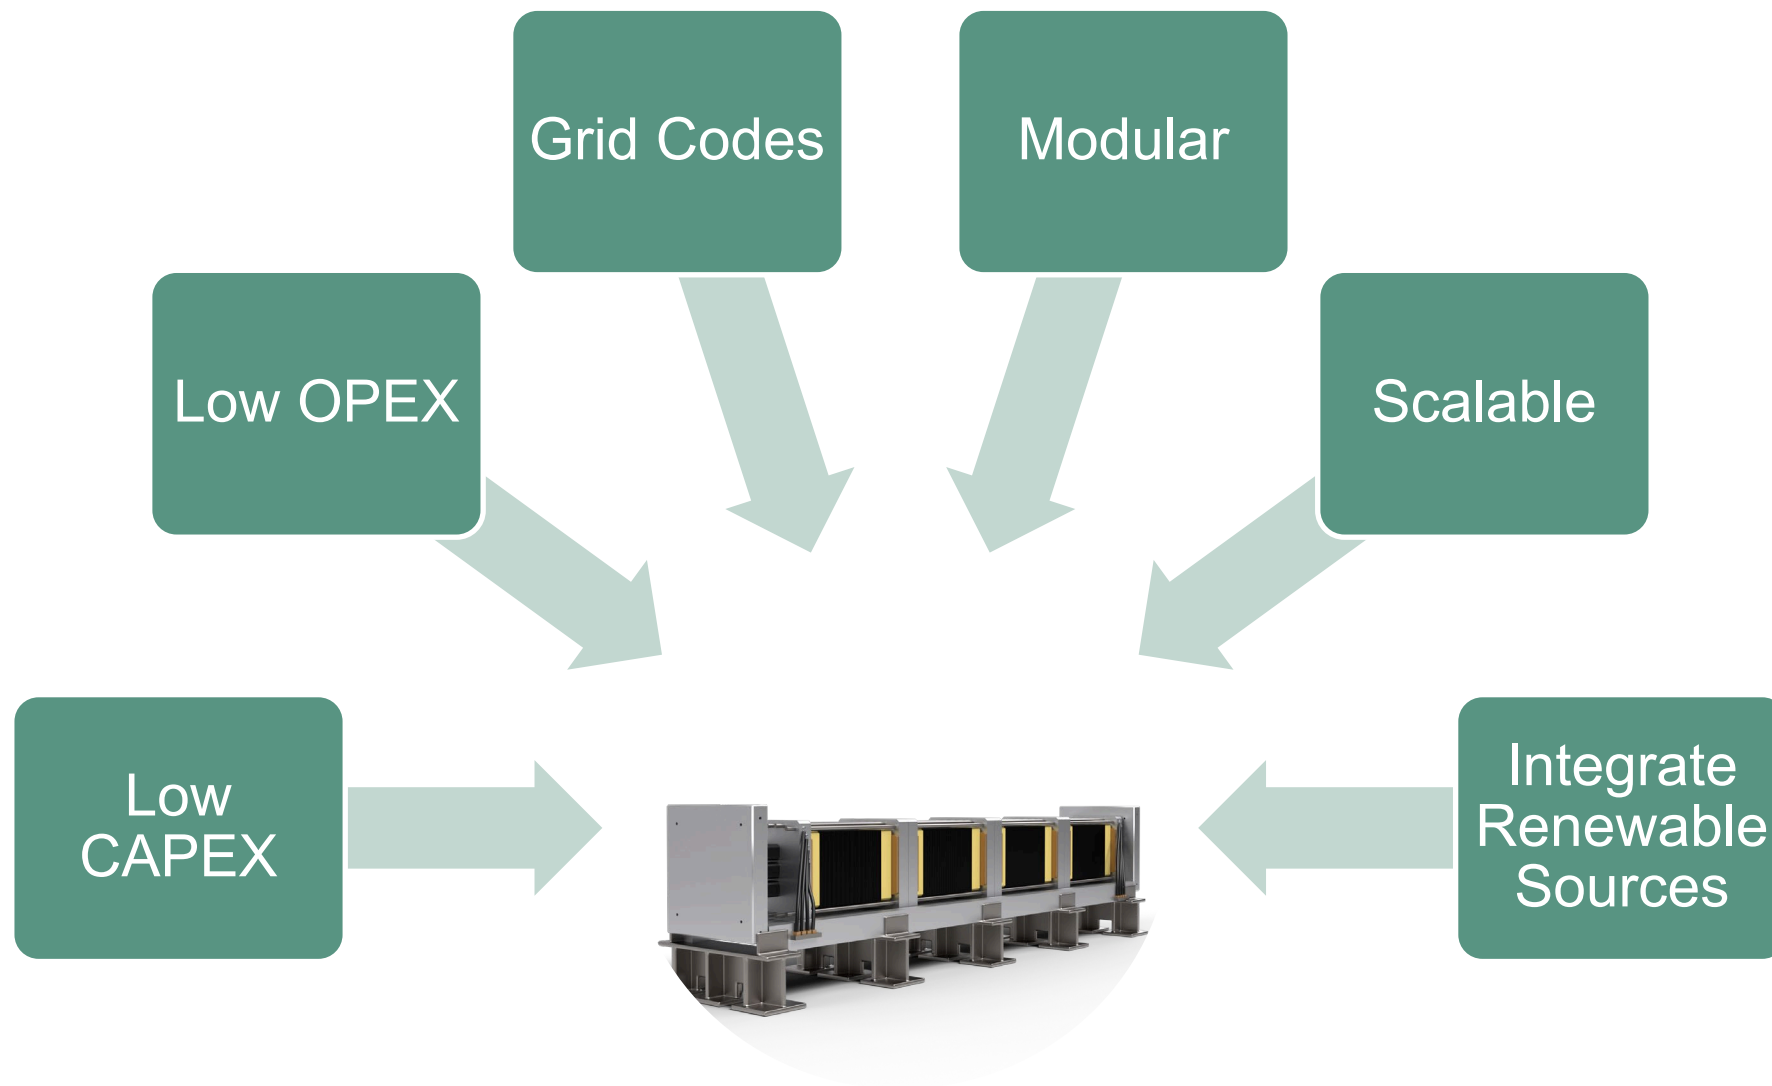 Grid Codes
Modular
Low OPEX
Scalable
Low
CAPEX
Integrate
Renewable
Sources